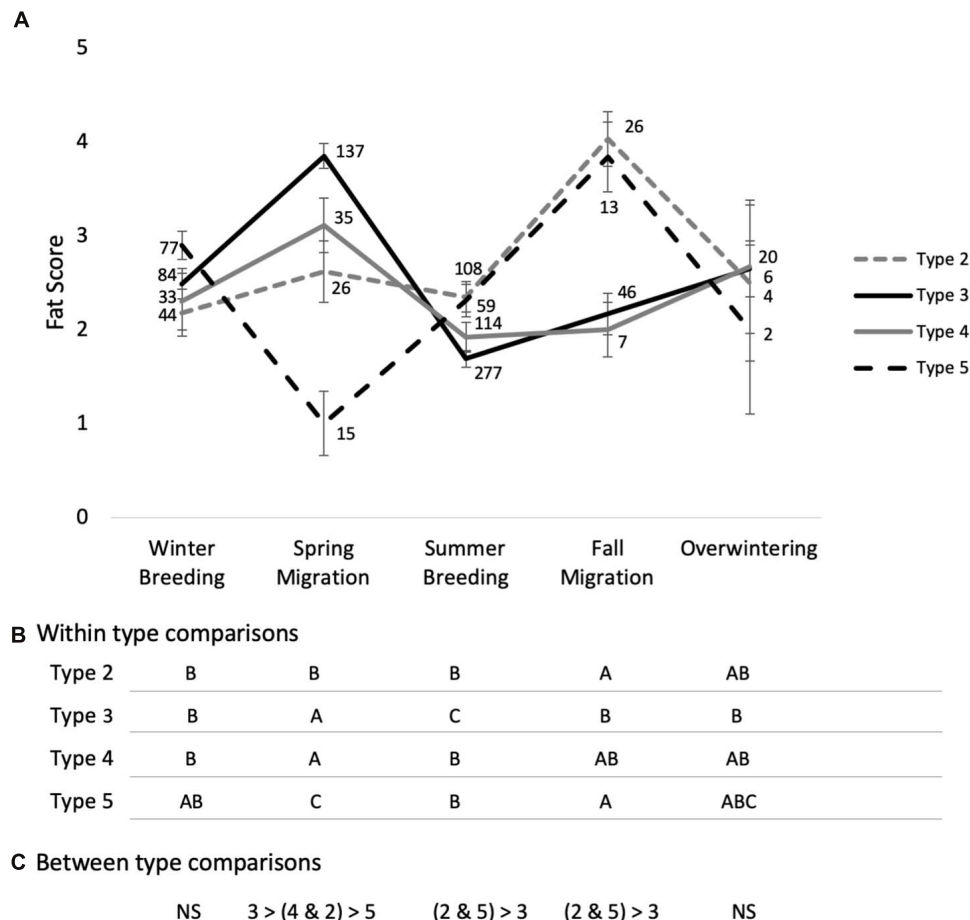 A
5
4
3
2
1
0
Fat Score
77
84
33
44
137
35
26
15
108
59
114
277
26
13
46
7
20
6
4
2
Type 2
Type 3
Type 4
Type 5
Winter Breeding
Spring Migration
Summer Breeding
Fall Migration
Overwintering
B Within type comparisons
Type 2 B B B A AB
Type 3 B A C B B
Type 4 B A B AB AB
Type 5 AB C B A ABC
C Between type comparisons
NS 3 > (4 & 2) > 5 (2 & 5) > 3 (2 & 5) > 3 NS